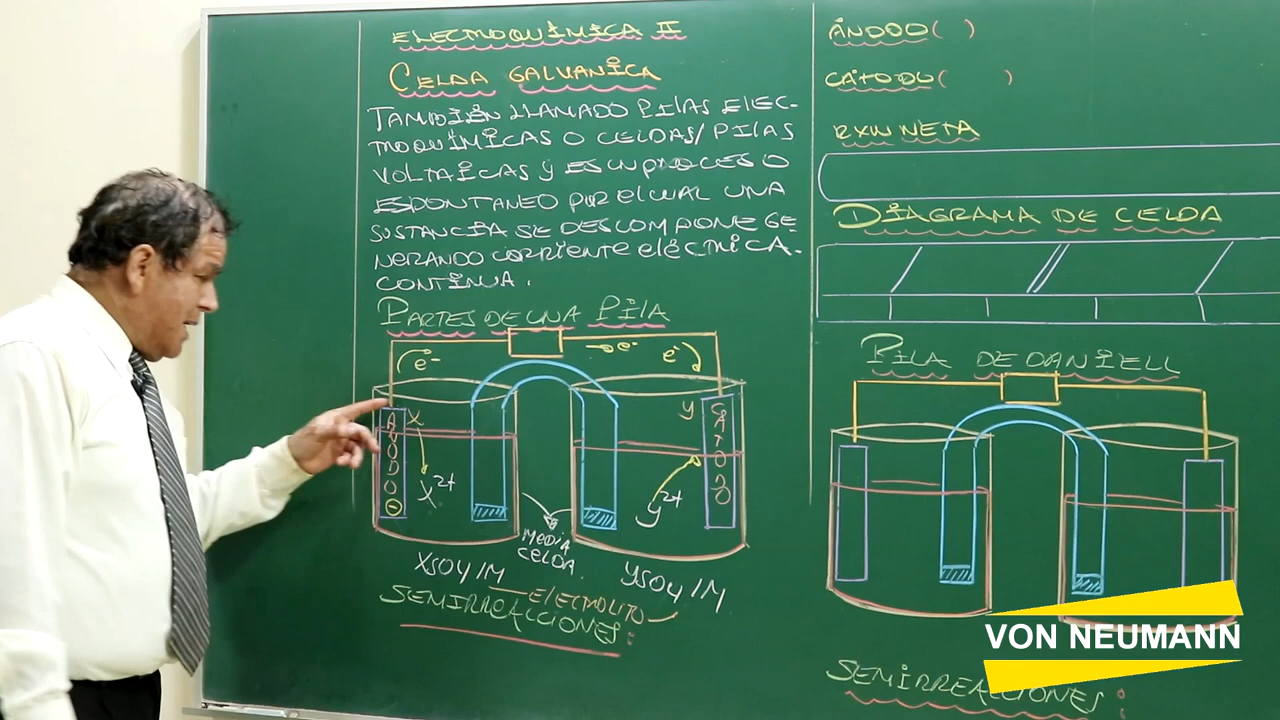 ELECTROQUÍMICA II
CELDA GALVANICA
TAMBIÉN LLAMADO PILAS ELEC-
TROQUÍMICAS O CELDAS/PILAS
VOLTAICAS Y ES UN PROCESO
ESPONTANEO POR EL CUAL UNA
SUSTANCIA SE DESCOMPONE GE
NERANDO CORRIENTE ELÉCTRICA.
CONTINUA.
PARTES DE UNA PILA
e-
e-
e-
ÁNODO
X
X2+
Y
CATODO
Y2+
MEDIA
CELDA.
XSO4 1M
YSO4 1M
ELECTROLITO
SEMIRREACCIONES:
ÁNODO( )
CÁTODO( )
RXN NETA
DIAGRAMA DE CELDA
PILA DE DANIELL
SEMIRREACCIONES:
VON NEUMANN